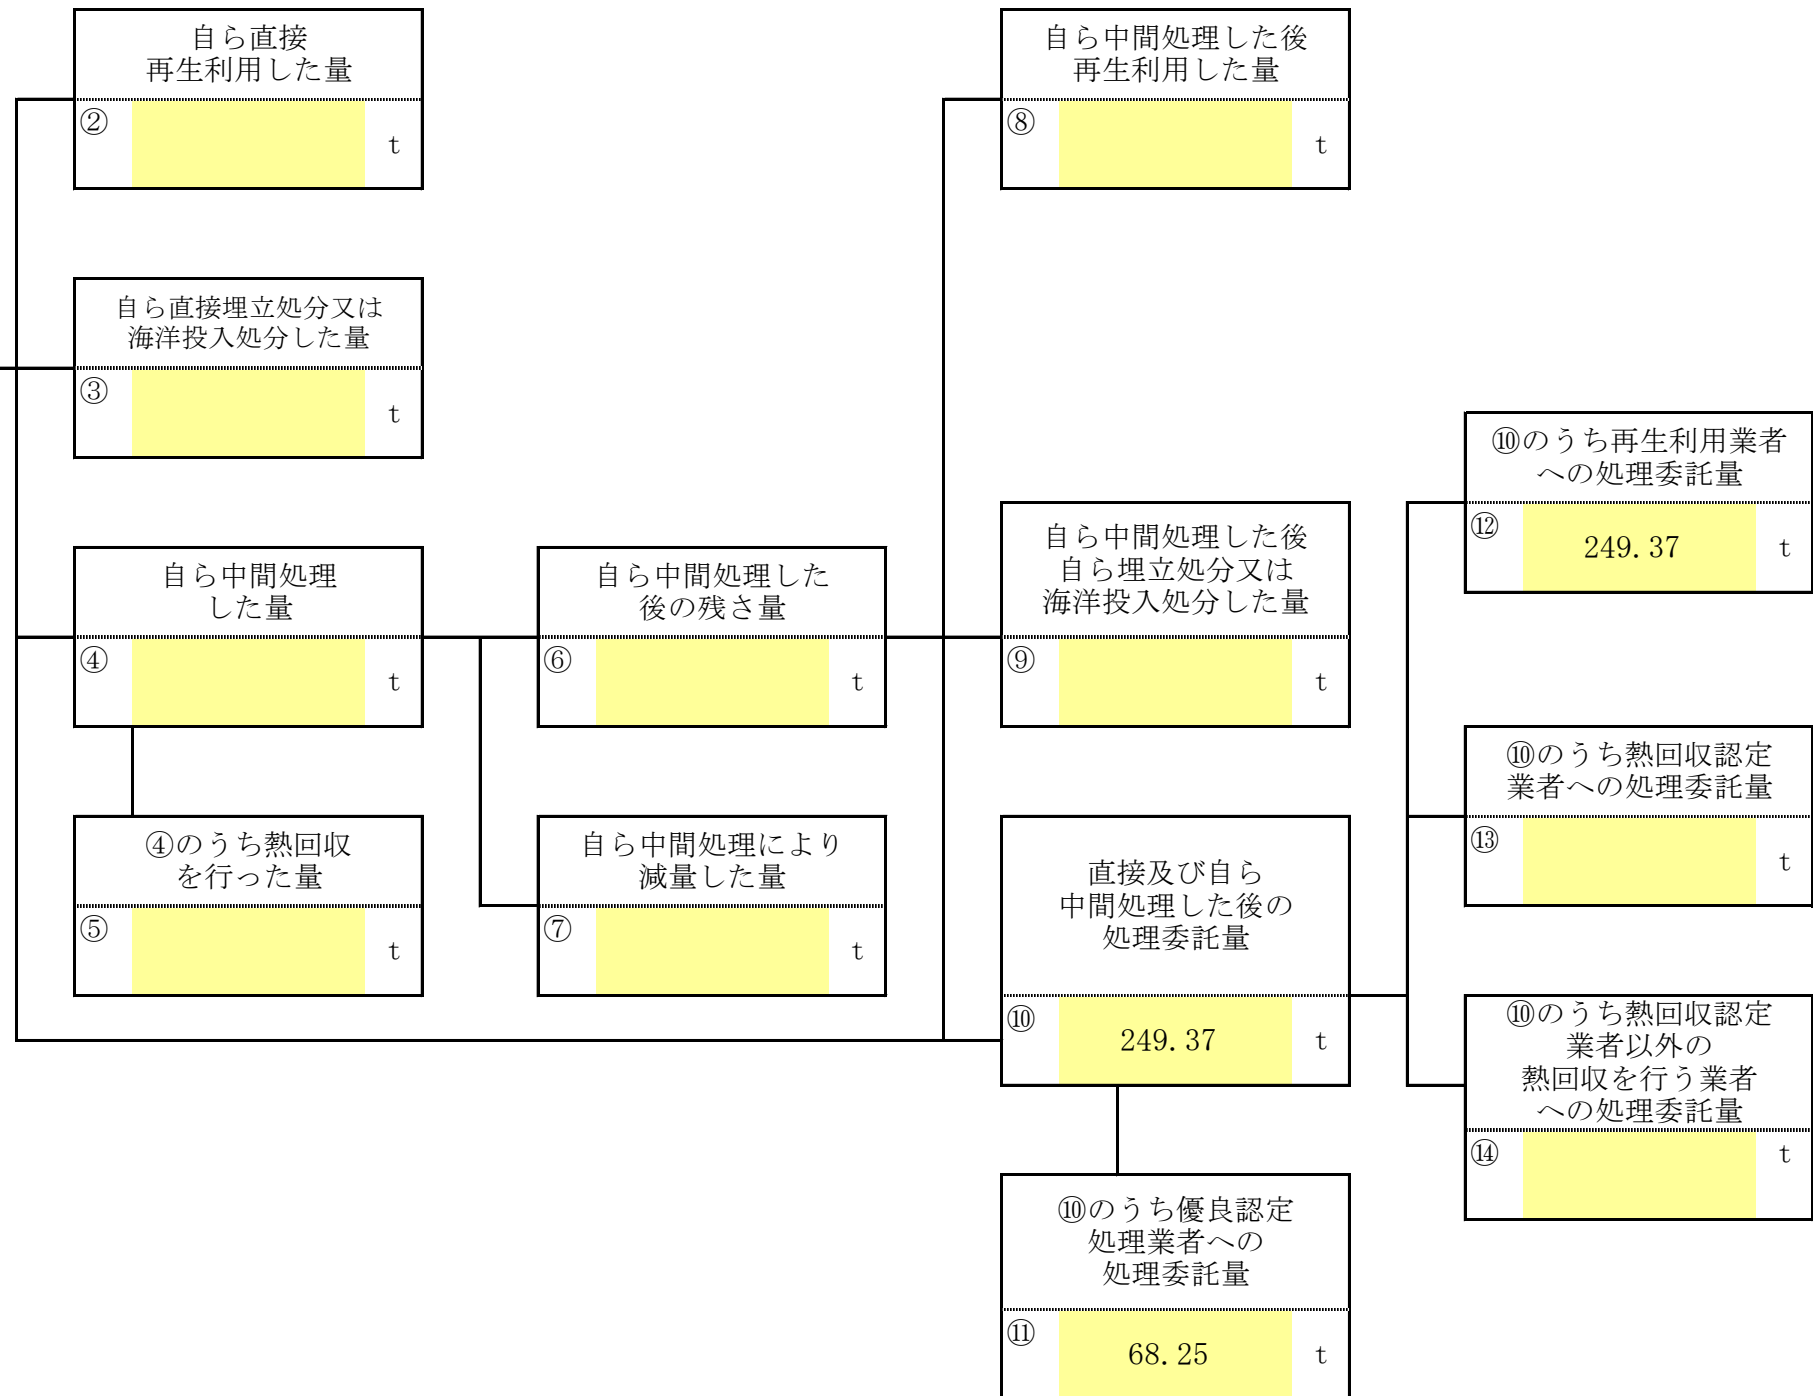 自ら直接
再生利用した量
②
t
自ら中間処理した後
再生利用した量
⑧
t
自ら直接埋立処分又は
海洋投入処分した量
③
t
⑩のうち再生利用業者
への処理委託量
⑫
249.37
t
自ら中間処理
した量
④
t
自ら中間処理した
後の残さ量
⑥
t
自ら中間処理した後
自ら埋立処分又は
海洋投入処分した量
⑨
t
⑩のうち熱回収認定
業者への処理委託量
⑬
t
④のうち熱回収
を行った量
⑤
t
自ら中間処理により
減量した量
⑦
t
直接及び自ら
中間処理した後の
処理委託量
⑩
249.37
t
⑩のうち熱回収認定
業者以外の
熱回収を行う業者
への処理委託量
⑭
t
⑩のうち優良認定
処理業者への
処理委託量
⑪
68.25
t